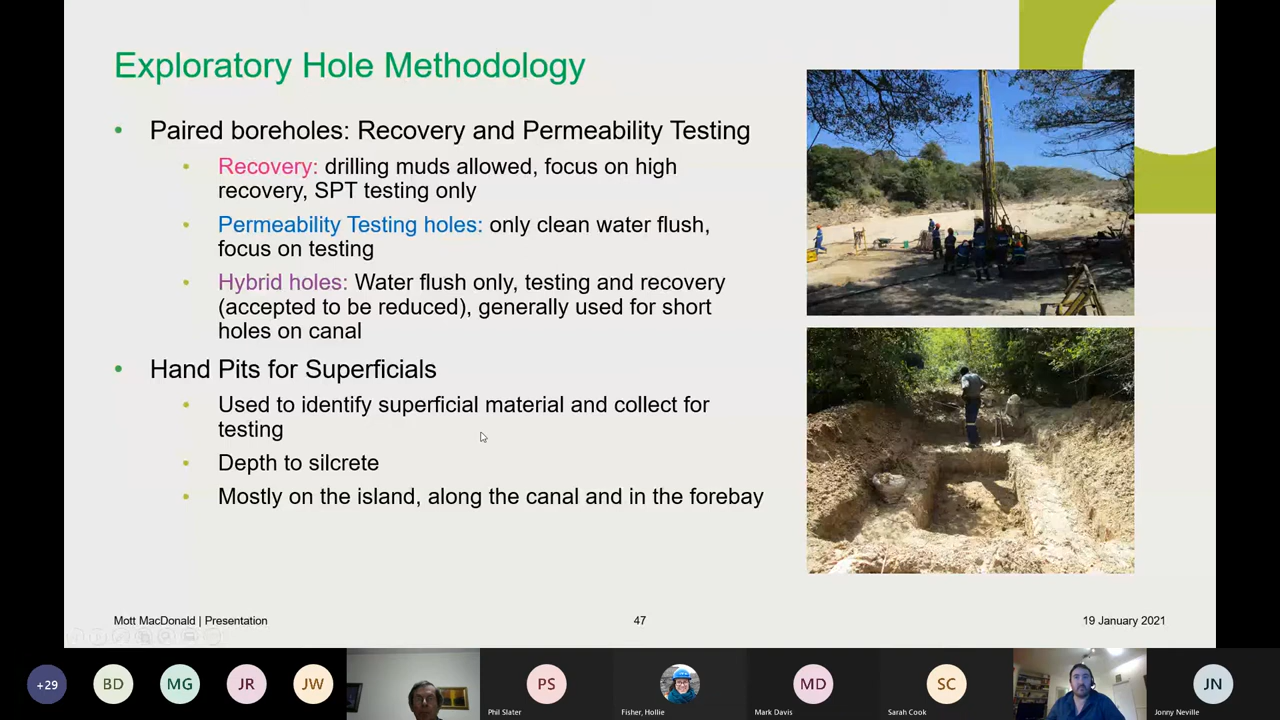 Exploratory Hole Methodology
• Paired boreholes: Recovery and Permeability Testing
• Recovery: drilling muds allowed, focus on high
recovery, SPT testing only
• Permeability Testing holes: only clean water flush,
focus on testing
• Hybrid holes: Water flush only, testing and recovery
(accepted to be reduced), generally used for short
holes on canal
• Hand Pits for Superficials
• Used to identify superficial material and collect for
testing
• Depth to silcrete
• Mostly on the island, along the canal and in the forebay
Mott MacDonald | Presentation
47
19 January 2021
+29
BD
MG
JR
JW
PS
Phil Slater
Fisher, Hollie
MD
Mark Davis
SC
Sarah Cook
JN
Jonny Neville